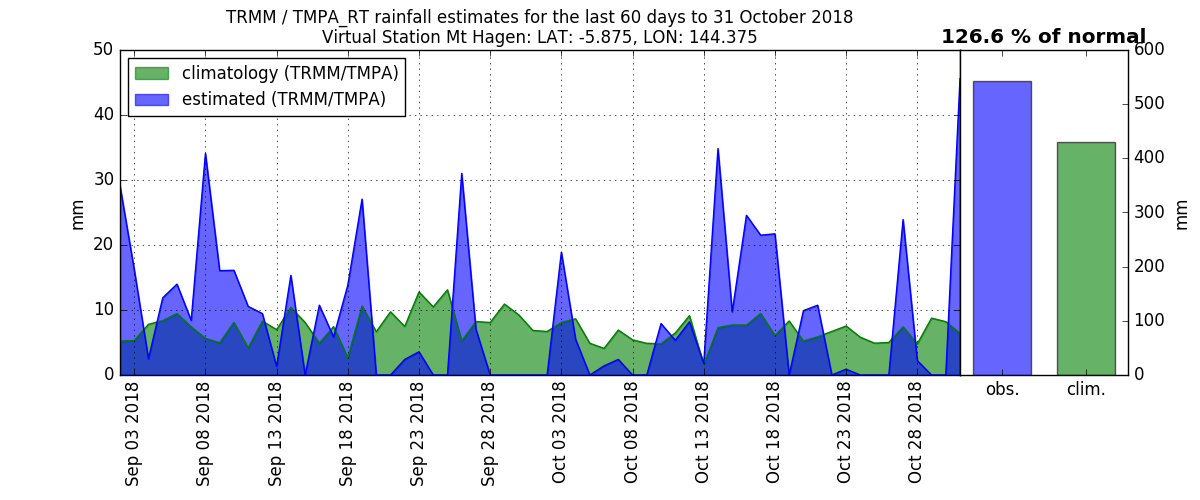 TRMM / TMPA_RT rainfall estimates for the last 60 days to 31 October 2018
Virtual Station Mt Hagen: LAT: -5.875, LON: 144.375
126.6 % of normal
climatology (TRMM/TMPA)
estimated (TRMM/TMPA)
mm
50
40
30
20
10
0
Sep 03 2018
Sep 08 2018
Sep 13 2018
Sep 18 2018
Sep 23 2018
Sep 28 2018
Oct 03 2018
Oct 08 2018
Oct 13 2018
Oct 18 2018
Oct 23 2018
Oct 28 2018
obs.
clim.
600
500
400
300
200
100
0
mm